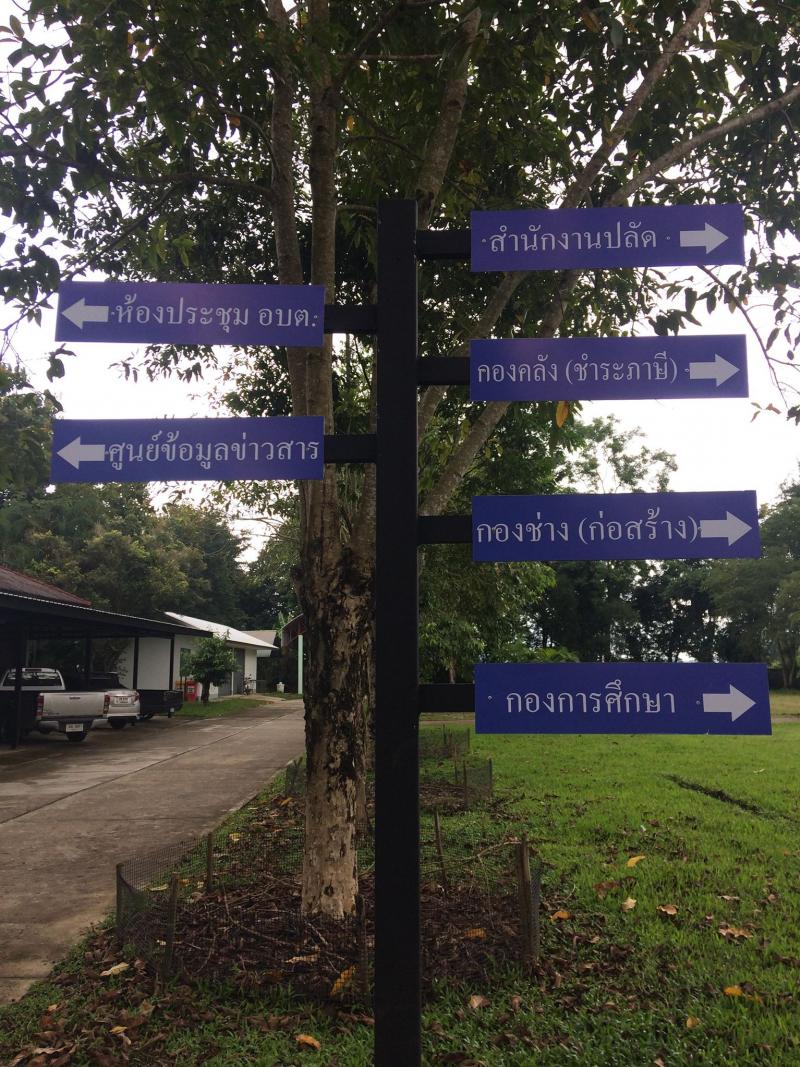 สำนักงานปลัด
ห้องประชุม อบต.
กองคลัง (ชำระภาษี)
ศูนย์ข้อมูลข่าวสาร
กองช่าง (ก่อสร้าง)
กองการศึกษา